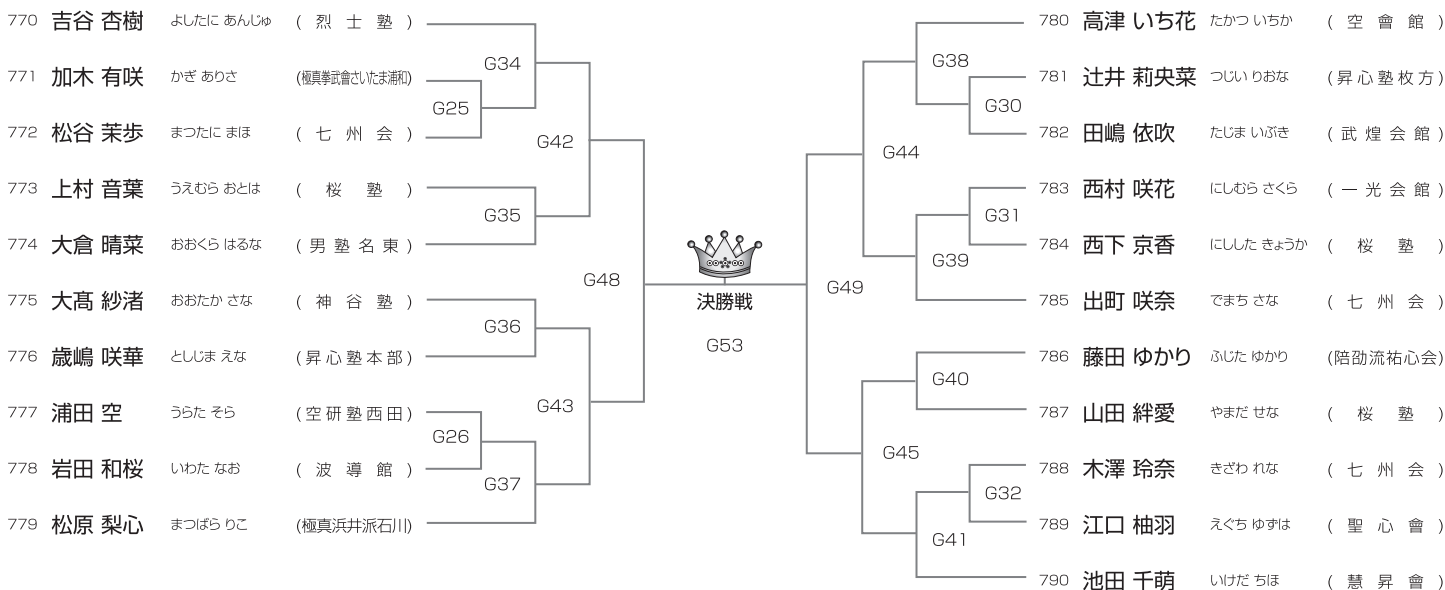 770 吉谷 杏樹 よしたに あんじゅ (烈士塾)
771 加木 有咲 かぎ ありさ (極真拳武會さいたま浦和)
772 松谷 茉歩 まつたに まほ (七州会)
773 上村 音葉 うえむら おとは (桜塾)
774 大倉 晴菜 おおくら はるな (男塾名東)
775 大髙 紗渚 おおたか さな (神谷塾)
776 歳嶋 咲華 としじま えな (昇心塾本部)
777 浦田 空 うらた そら (空研塾西田)
778 岩田 和桜 いわた なお (波導館)
779 松原 梨心 まつばら りこ (極真浜井派石川)
G34
G25
G42
G35
G48
G36
G43
G26
G37
決勝戦
G53
G38
G30
G44
G31
G39
G49
G40
G45
G32
G41
780 高津 いち花 たかつ いちか (空會館)
781 辻井 莉央菜 つじい りおな (昇心塾枚方)
782 田嶋 依吹 たじま いぶき (武煌会館)
783 西村 咲花 にしむら さくら (一光会館)
784 西下 京香 にしした きょうか (桜塾)
785 出町 咲奈 でまち さな (七州会)
786 藤田 ゆかり ふじた ゆかり (陪劭流祐心会)
787 山田 絆愛 やまだ せな (桜塾)
788 木澤 玲奈 きざわ れな (七州会)
789 江口 柚羽 えぐち ゆずは (聖心會)
790 池田 千萌 いけだ ちほ (慧昇會)